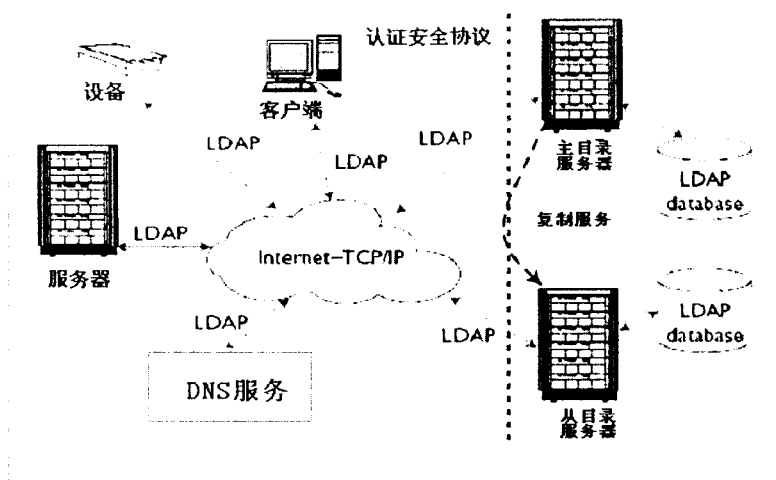 认证安全协议
设备
客户端
LDAP
LDAP
LDAP
主目录
服务器
LDAP
database
LDAP
服务器
Internet-TCP/IP
复制服务
LDAP
LDAP
LDAP
database
DNS服务
从目录
服务器